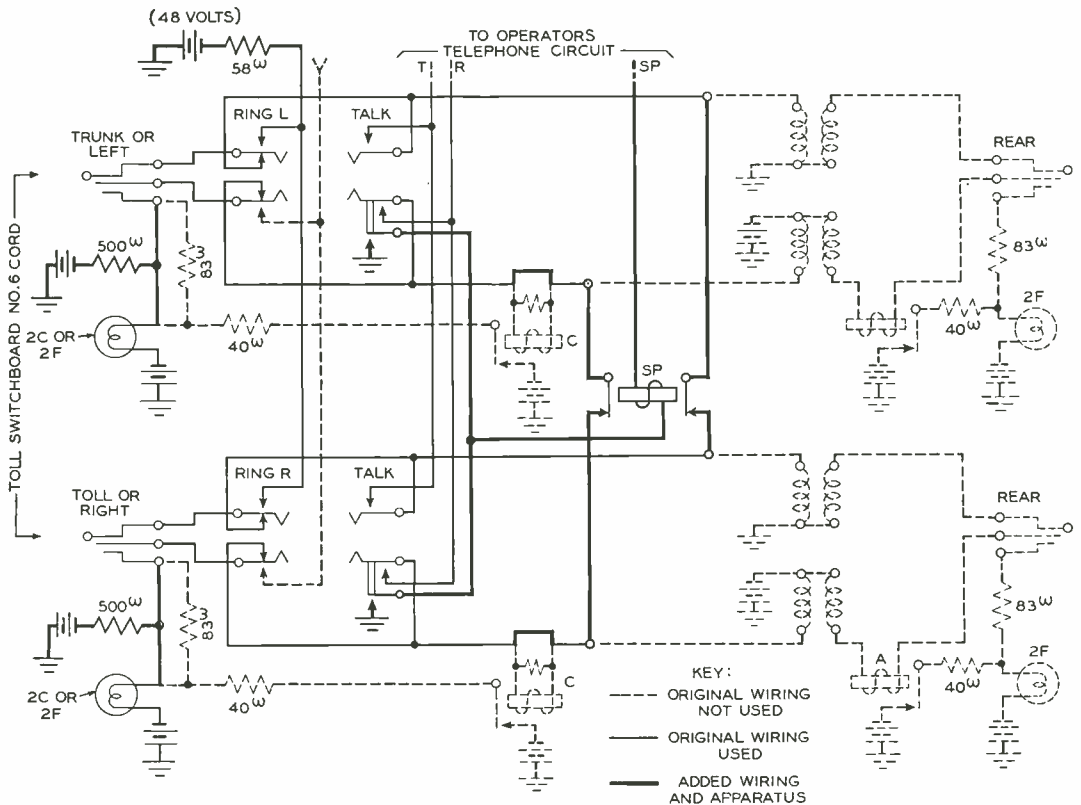 (48 VOLTS)
58ω
TO OPERATORS
TELEPHONE CIRCUIT
T
R
SP
RING L
TALK
TRUNK OR
LEFT
REAR
500ω
83ω
83ω
2F
2C OR
2F
40ω
C
40ω
SP
TOLL SWITCHBOARD NO.6 CORD
RING R
TALK
TOLL OR
RIGHT
REAR
500ω
83ω
83ω
A
2F
2C OR
2F
40ω
C
40ω
KEY:
ORIGINAL WIRING
NOT USED
ORIGINAL WIRING
USED
ADDED WIRING
AND APPARATUS